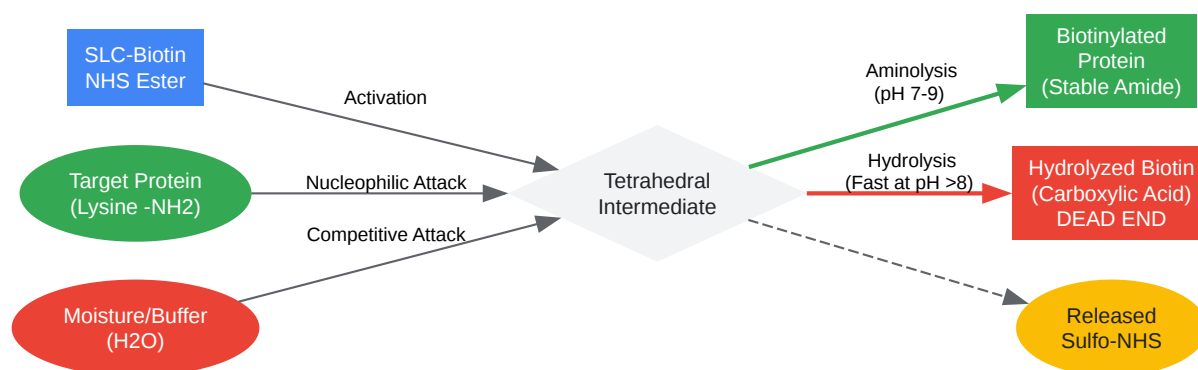 SLC-Biotin
NHS Ester
Activation
Target Protein
(Lysine -NH2)
Nucleophilic Attack
Moisture/Buffer
(H2O)
Competitive Attack
Tetrahedral
Intermediate
Aminolysis
(pH 7-9)
Biotinylated
Protein
(Stable Amide)
Hydrolysis
(Fast at pH >8)
Hydrolyzed Biotin
(Carboxylic Acid)
DEAD END
Released
Sulfo-NHS